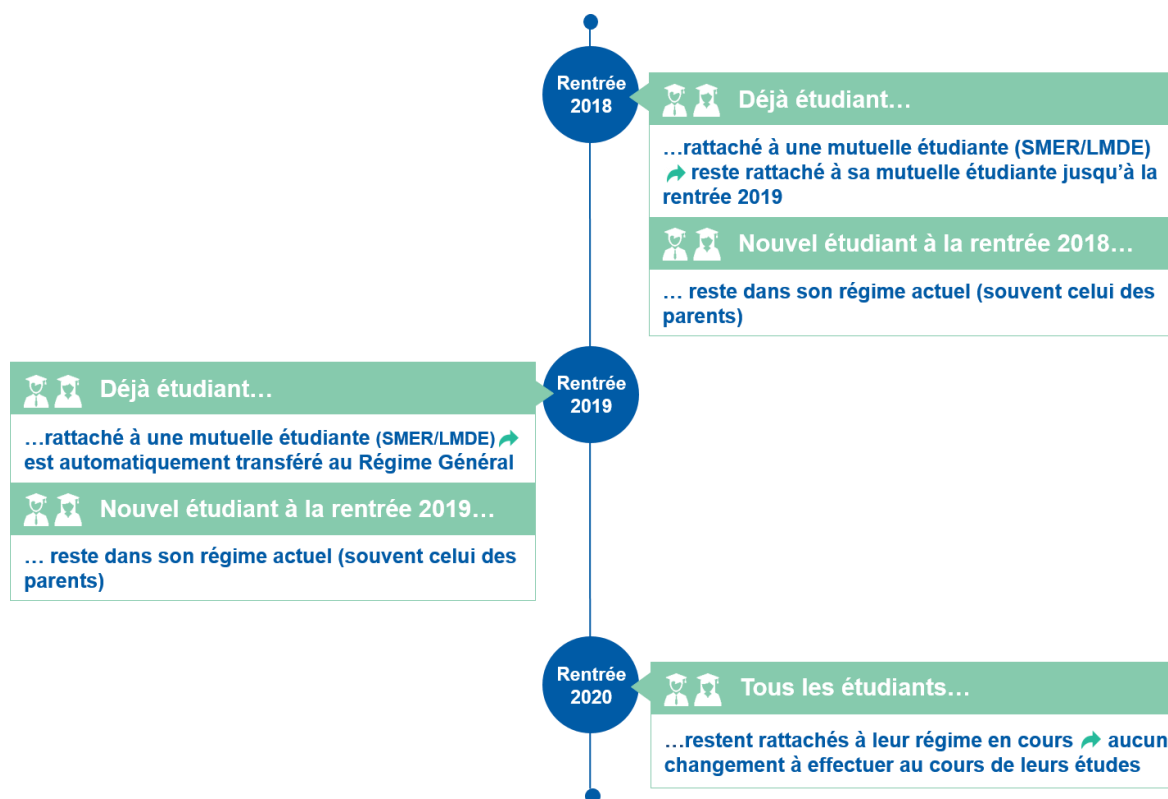 Rentrée
2018
Déjà étudiant…
…rattaché à une mutuelle étudiante (SMER/LMDE)
reste rattaché à sa mutuelle étudiante jusqu’à la
rentrée 2019
Nouvel étudiant à la rentrée 2018…
… reste dans son régime actuel (souvent celui des
parents)
Rentrée
2019
Déjà étudiant…
…rattaché à une mutuelle étudiante (SMER/LMDE)
est automatiquement transféré au Régime Général
Nouvel étudiant à la rentrée 2019…
… reste dans son régime actuel (souvent celui des
parents)
Rentrée
2020
Tous les étudiants…
…restent rattachés à leur régime en cours aucun
changement à effectuer au cours de leurs études